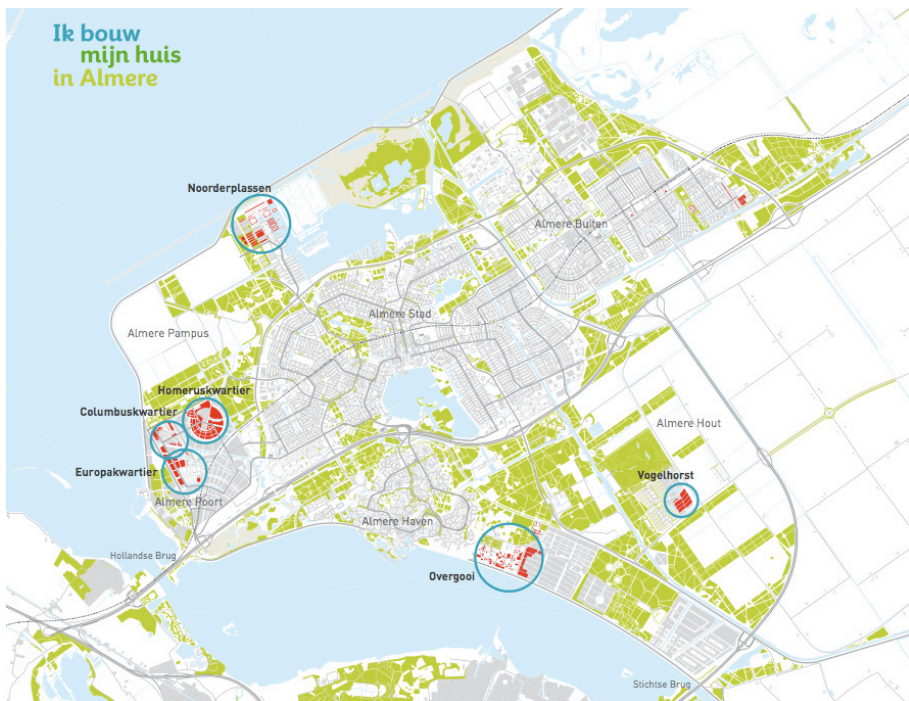 Ik bouw
mijn huis
in Almere
Noorderplassen
Almere Buiten
Almere Stad
Almere Pampus
Homeruskwartier
Columbuskwartier
Almere Hout
Europakwartier
Vogelhorst
Almere Poort
Almere Haven
Hollandse Brug
Overgooi
Stichtse Brug